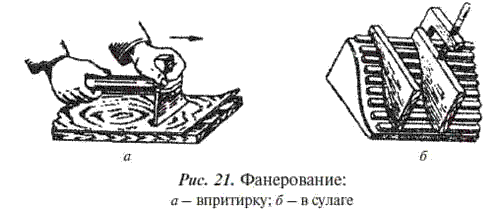 а
б
Рис. 21. Фанерование:
а — впритирку; б — в сулаге